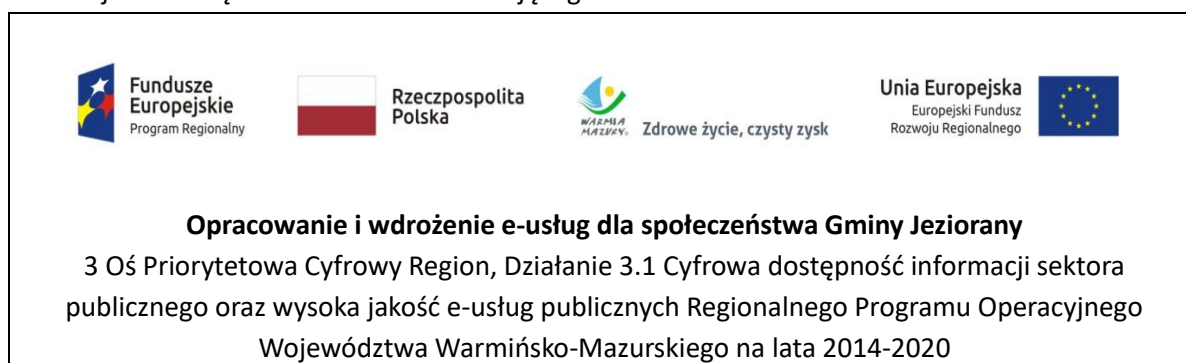 Fundusze
Europejskie
Program Regionalny
Rzeczpospolita
Polska
WARMIA
MAZURY
Zdrowe życie, czysty zysk
Unia Europejska
Europejski Fundusz
Rozwoju Regionalnego
Opracowanie i wdrożenie e-usług dla społeczeństwa Gminy Jeziorany
3 Oś Priorytetowa Cyfrowy Region, Działanie 3.1 Cyfrowa dostępność informacji sektora
publicznego oraz wysoka jakość e-usług publicznych Regionalnego Programu Operacyjnego
Województwa Warmińsko-Mazurskiego na lata 2014-2020